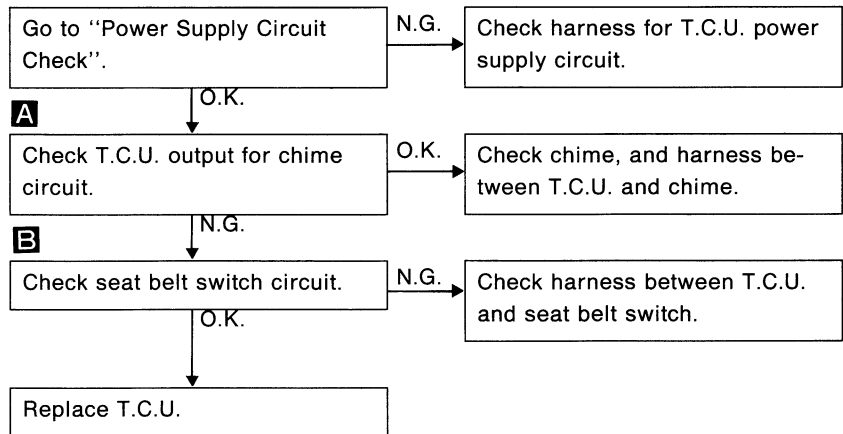 Go to ‘‘Power Supply Circuit
Check’’.
N.G.
Check harness for T.C.U. power
supply circuit.
O.K.
A
Check T.C.U. output for chime
circuit.
O.K.
Check chime, and harness be-
tween T.C.U. and chime.
N.G.
B
Check seat belt switch circuit.
N.G.
Check harness between T.C.U.
and seat belt switch.
O.K.
Replace T.C.U.